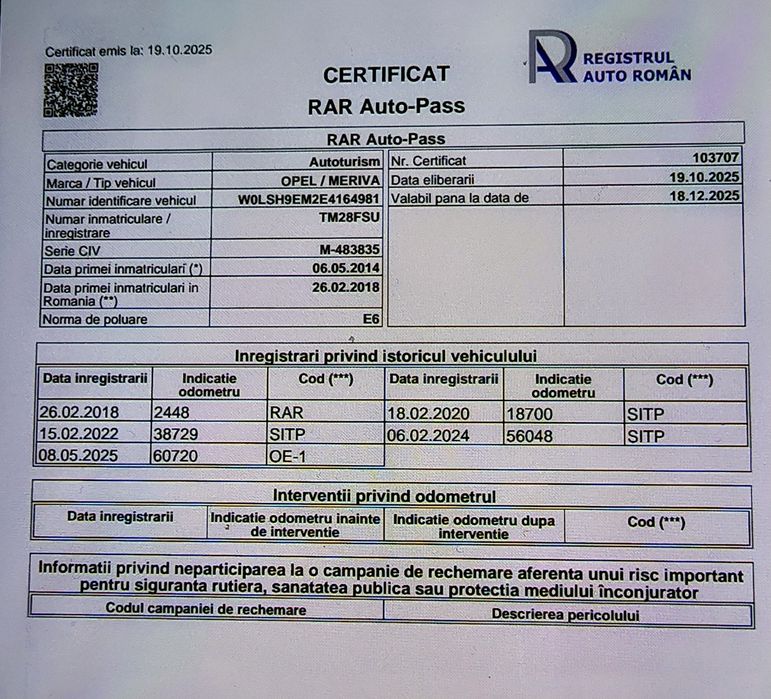 Certificat emis la: 19.10.2025
REGISTRUL
AUTO ROMÂN
CERTIFICAT
RAR Auto-Pass
RAR Auto-Pass
Categorie vehicul Autoturism
Marca / Tip vehicul OPEL / MERIVA
Numar identificare vehicul W0LSH9EM2E4164981
Numar inmatriculare / inregistrare TM28FSU
Serie CIV M-483835
Data primei inmatriculari (*) 06.05.2014
Data primei inmatriculari in Romania (**) 26.02.2018
Norma de poluare E6
Nr. Certificat 103707
Data eliberarii 19.10.2025
Valabil pana la data de 18.12.2025
Inregistrari privind istoricul vehiculului
Data inregistrarii Indicatie odometru Cod (***) Data inregistrarii Indicatie odometru Cod (***)
26.02.2018 2448 RAR 18.02.2020 18700 SITP
15.02.2022 38729 SITP 06.02.2024 56048 SITP
08.05.2025 60720 OE-1
Interventii privind odometrul
Data inregistrarii Indicatie odometru inainte de interventie Indicatie odometru dupa interventie Cod (***)
Informatii privind neparticiparea la o campanie de rechemare aferenta unui risc important
pentru siguranta rutiera, sanatatea publica sau protectia mediului înconjurator
Codul campaniei de rechemare Descrierea pericolului